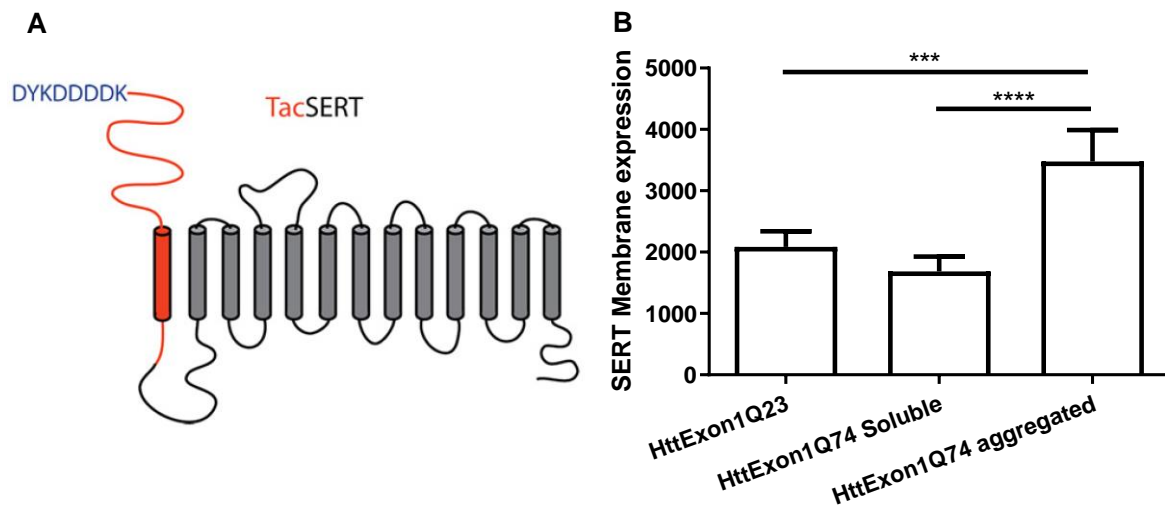 A
DYKDDDDK
TacSERT
B
SERT Membrane expression
5000
4000
3000
2000
1000
0
***
****
HttExon1Q23
HttExon1Q74 Soluble
HttExon1Q74 aggregated